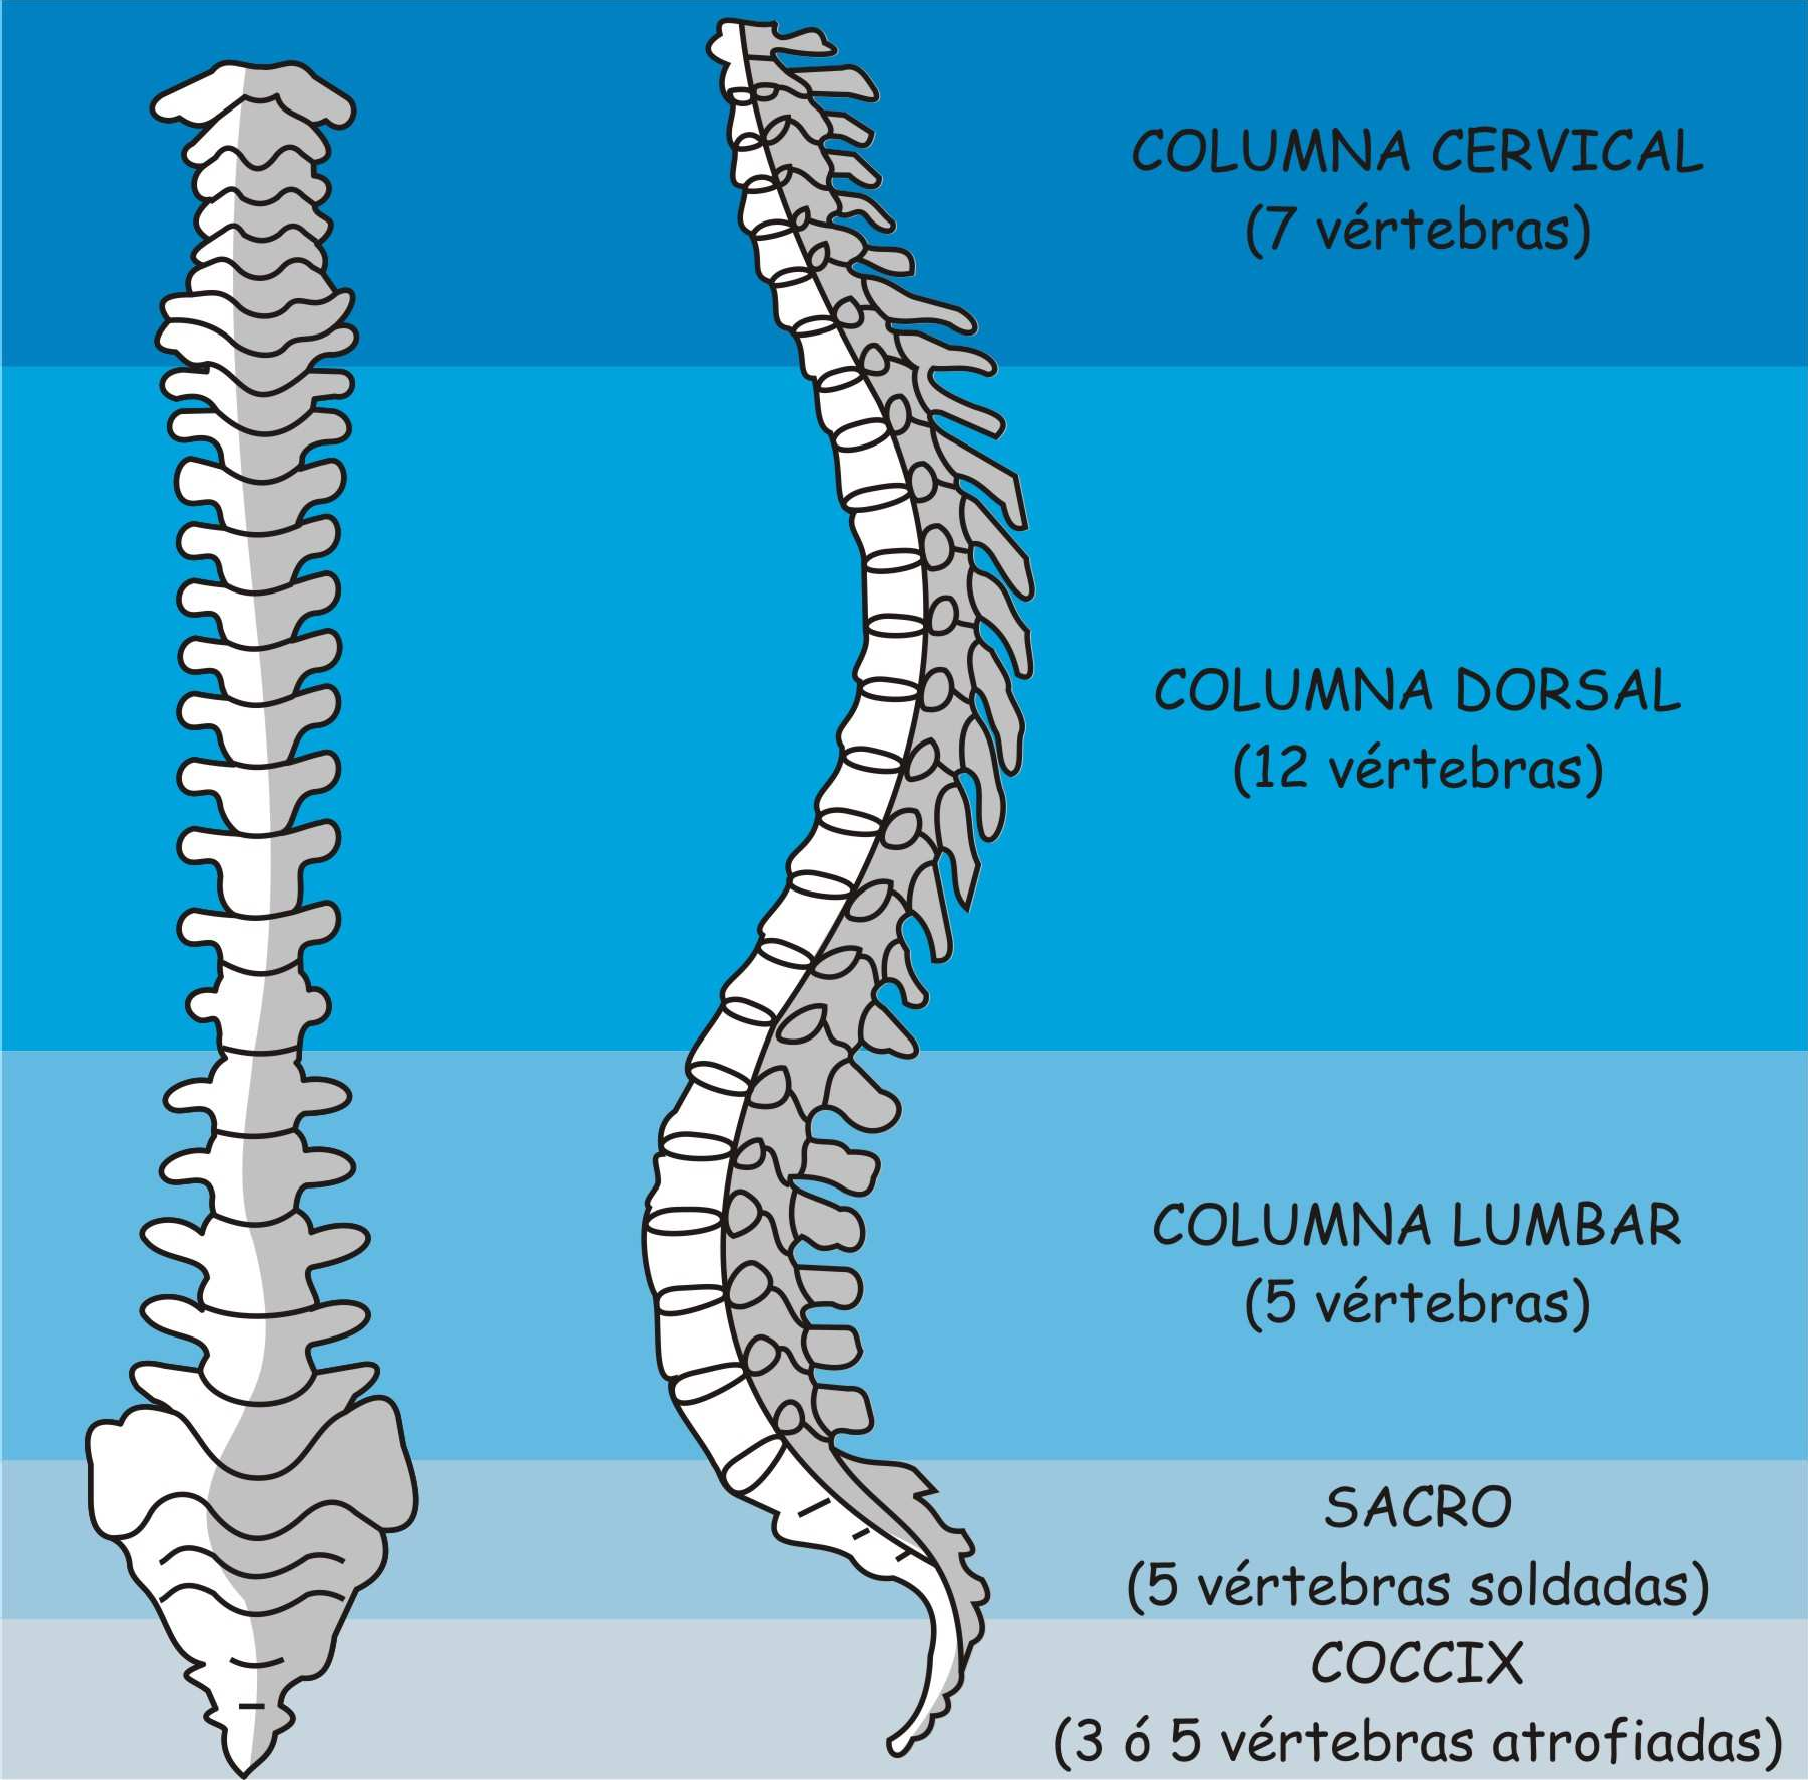 COLUMNA CERVICAL
(7 vértebras)
COLUMNA DORSAL
(12 vértebras)
COLUMNA LUMBAR
(5 vértebras)
SACRO
(5 vértebras soldadas)
COCCIX
(3 ó 5 vértebras atrofiadas)